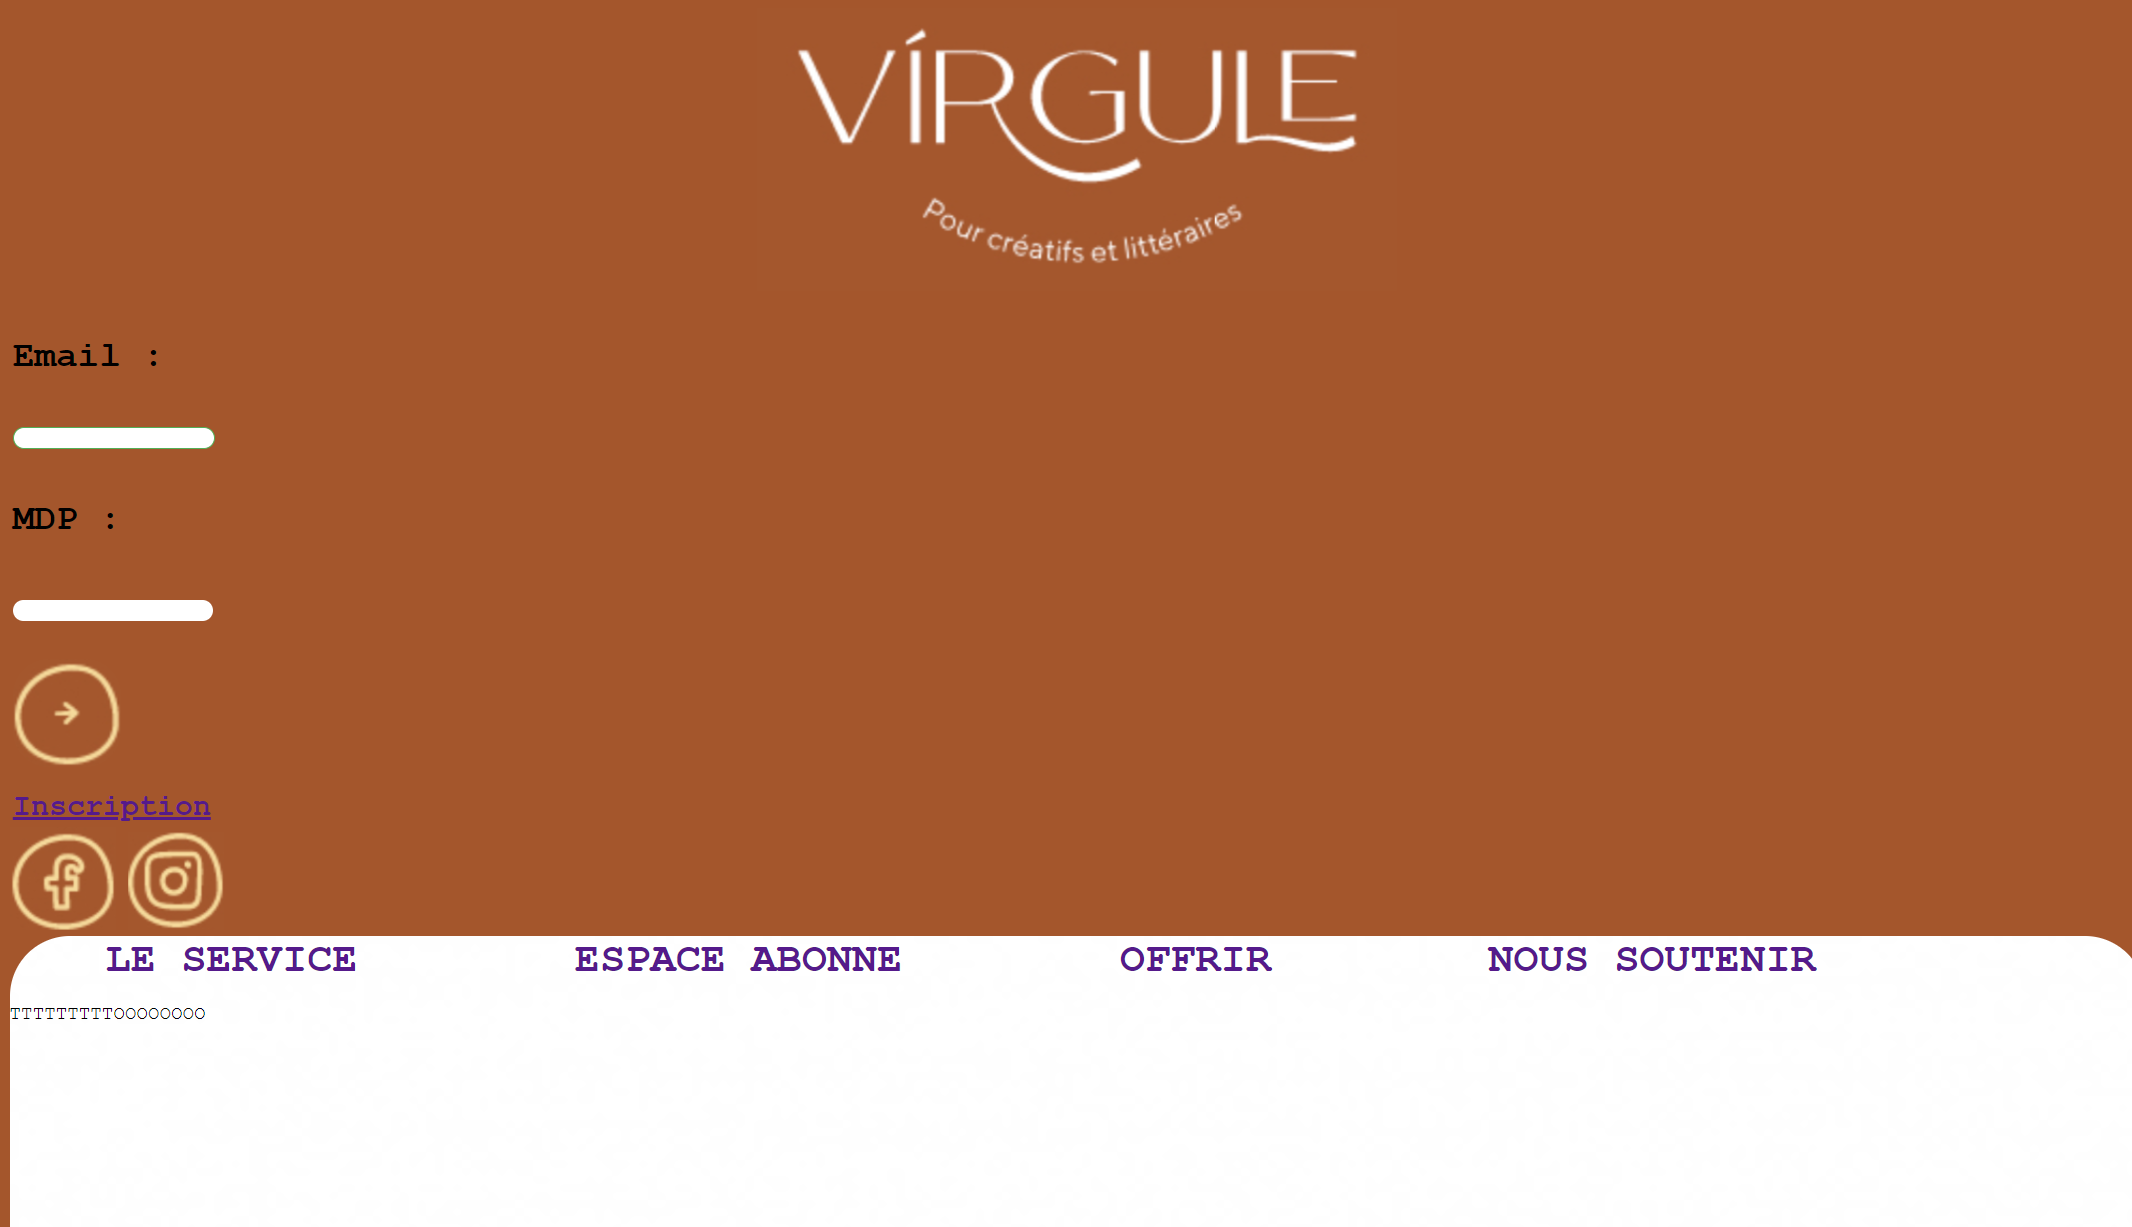 VÍRGULE
Pour créatifs et littéraires
Email :
MDP :
Inscription
LE SERVICE ESPACE ABONNE OFFRIR NOUS SOUTENIR
TTTTTTTTTOOOOOOOO